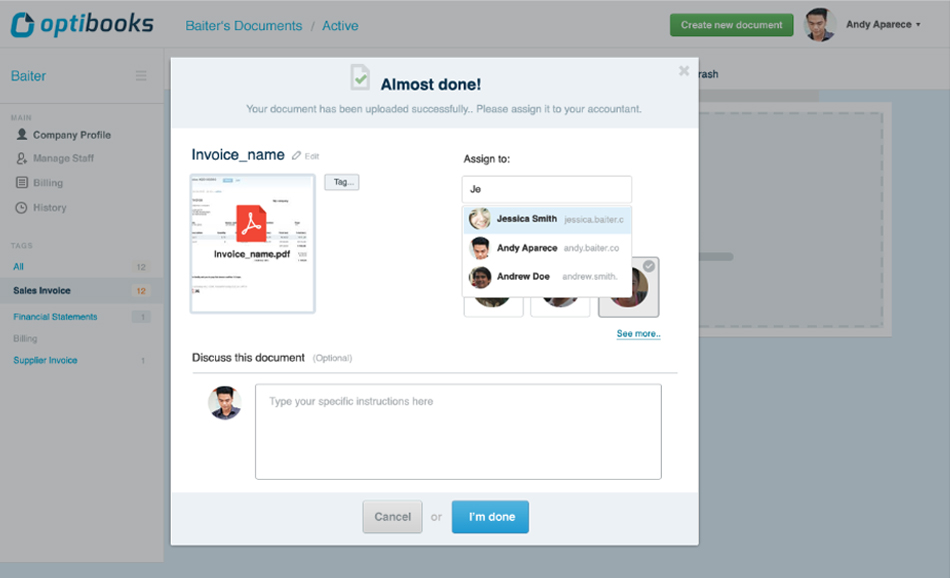 optibooks
Baiter's Documents / Active
Create new document
Andy Aparece
Baiter
MAIN
Company Profile
Manage Staff
Billing
History
TAGS
All 12
Sales Invoice 12
Financial Statements 1
Billing
Supplier Invoice 1
rash
Almost done!
Your document has been uploaded successfully.. Please assign it to your accountant.
Invoice_name
Edit
Tag...
Invoice_name.pdf
Assign to:
Je
Jessica Smith jessica.baiter.c
Andy Aparece andy.baiter.co
Andrew Doe andrew.smith.
See more..
Discuss this document (Optional)
Type your specific instructions here
Cancel or I'm done